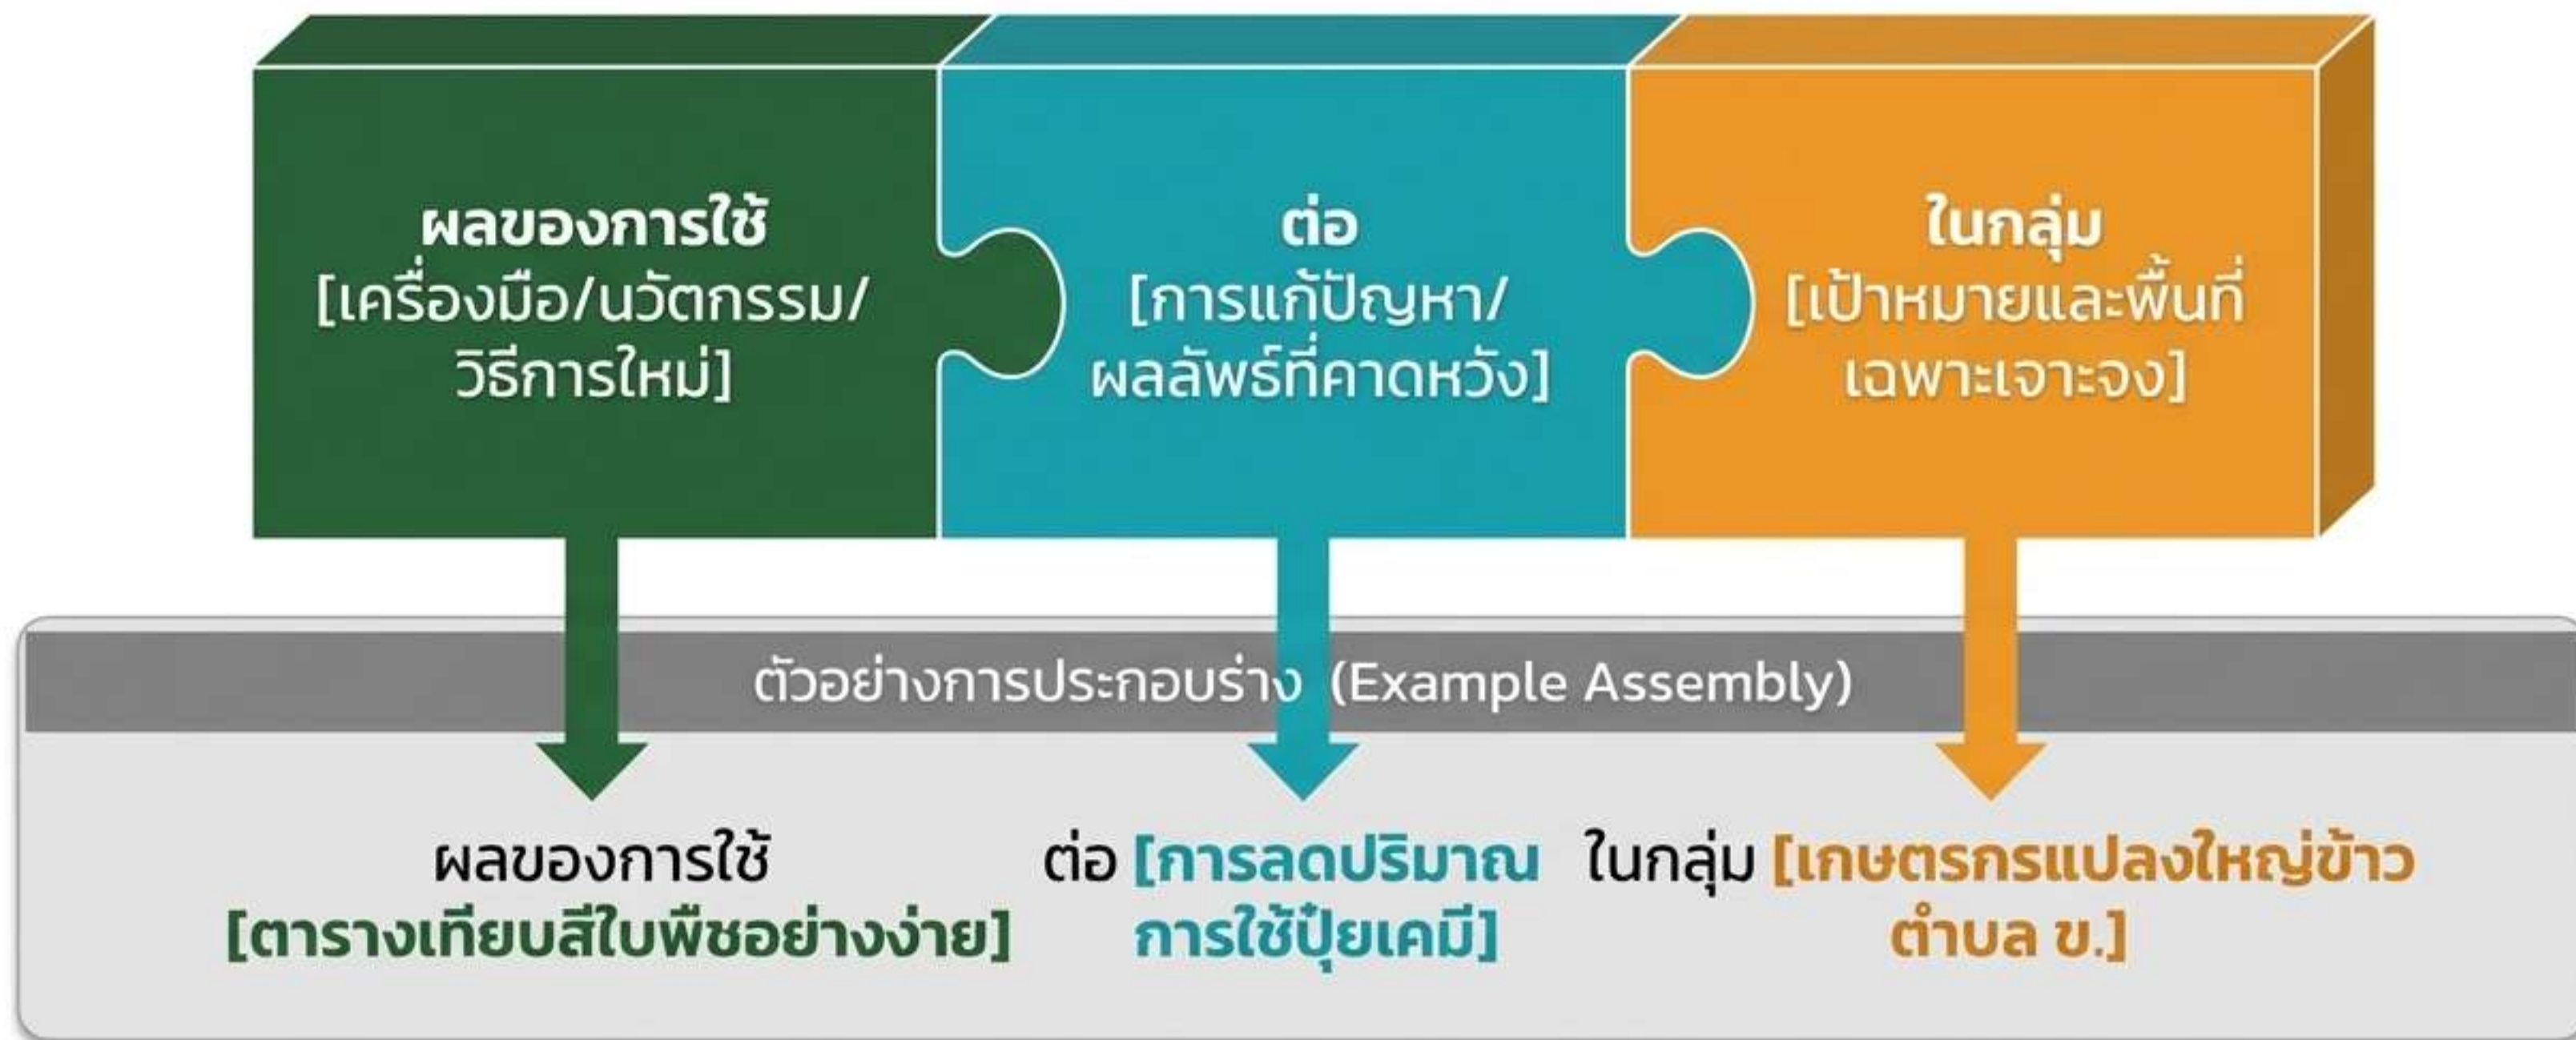 ผลของการใช้
[เครื่องมือ/นวัตกรรม/
วิธีการใหม่]
ต่อ
[การแก้ปัญหา/
ผลลัพธ์ที่คาดหวัง]
ในกลุ่ม
[เป้าหมายและพื้นที่
เฉพาะเจาะจง]
ตัวอย่างการประกอบร่าง (Example Assembly)
ผลของการใช้
[ตารางเทียบสีใบพืชอย่างง่าย]
ต่อ [การลดปริมาณ
การใช้ปุ๋ยเคมี]
ในกลุ่ม [เกษตรกรแปลงใหญ่ข้าว
ตำบล ข.]